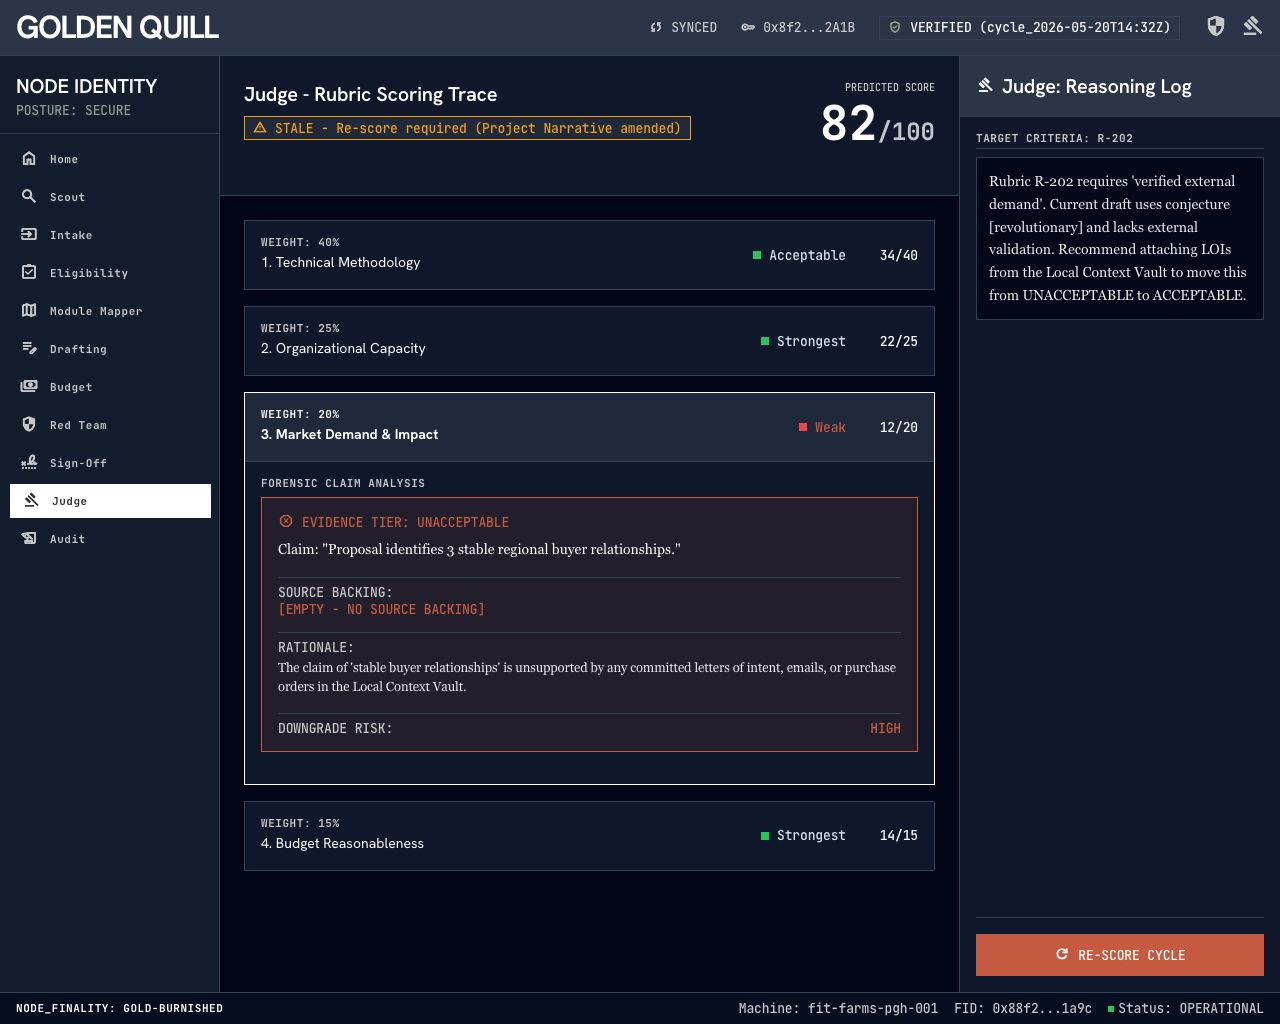 GOLDEN QUILL
SYNCED
0x8f2...2A1B
VERIFIED (cycle_2026-05-20T14:32Z)
NODE IDENTITY
POSTURE: SECURE
Home
Scout
Intake
Eligibility
Module Mapper
Drafting
Budget
Red Team
Sign-Off
Judge
Audit
Judge - Rubric Scoring Trace
STALE - Re-score required (Project Narrative amended)
PREDICTED SCORE
82/100
WEIGHT: 40%
1. Technical Methodology
Acceptable
34/40
WEIGHT: 25%
2. Organizational Capacity
Strongest
22/25
WEIGHT: 20%
3. Market Demand & Impact
Weak
12/20
FORENSIC CLAIM ANALYSIS
EVIDENCE TIER: UNACCEPTABLE
Claim: "Proposal identifies 3 stable regional buyer relationships."
SOURCE BACKING:
[EMPTY - NO SOURCE BACKING]
RATIONALE:
The claim of 'stable buyer relationships' is unsupported by any committed letters of intent, emails, or purchase
orders in the Local Context Vault.
DOWNGRADE RISK:
HIGH
WEIGHT: 15%
4. Budget Reasonableness
Strongest
14/15
Judge: Reasoning Log
TARGET CRITERIA: R-202
Rubric R-202 requires 'verified external
demand'. Current draft uses conjecture
[revolutionary] and lacks external
validation. Recommend attaching LOIs
from the Local Context Vault to move this
from UNACCEPTABLE to ACCEPTABLE.
RE-SCORE CYCLE
NODE_FINALITY: GOLD-BURNISHED
Machine: fit-farms-pgh-001
FID: 0x88f2...1a9c
Status: OPERATIONAL